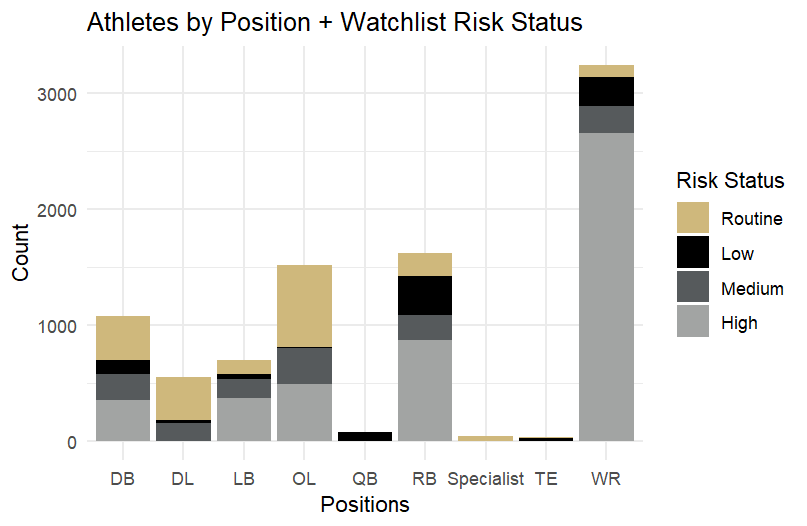 Athletes by Position + Watchlist Risk Status
3000
2000
1000
0
Count
DB DL LB OL QB RB Specialist TE WR
Positions
Risk Status
Routine
Low
Medium
High